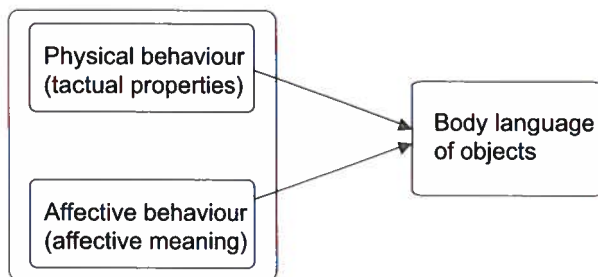 Physical behaviour
(tactual properties)
Body language
of objects
Affective behaviour
(affective meaning)